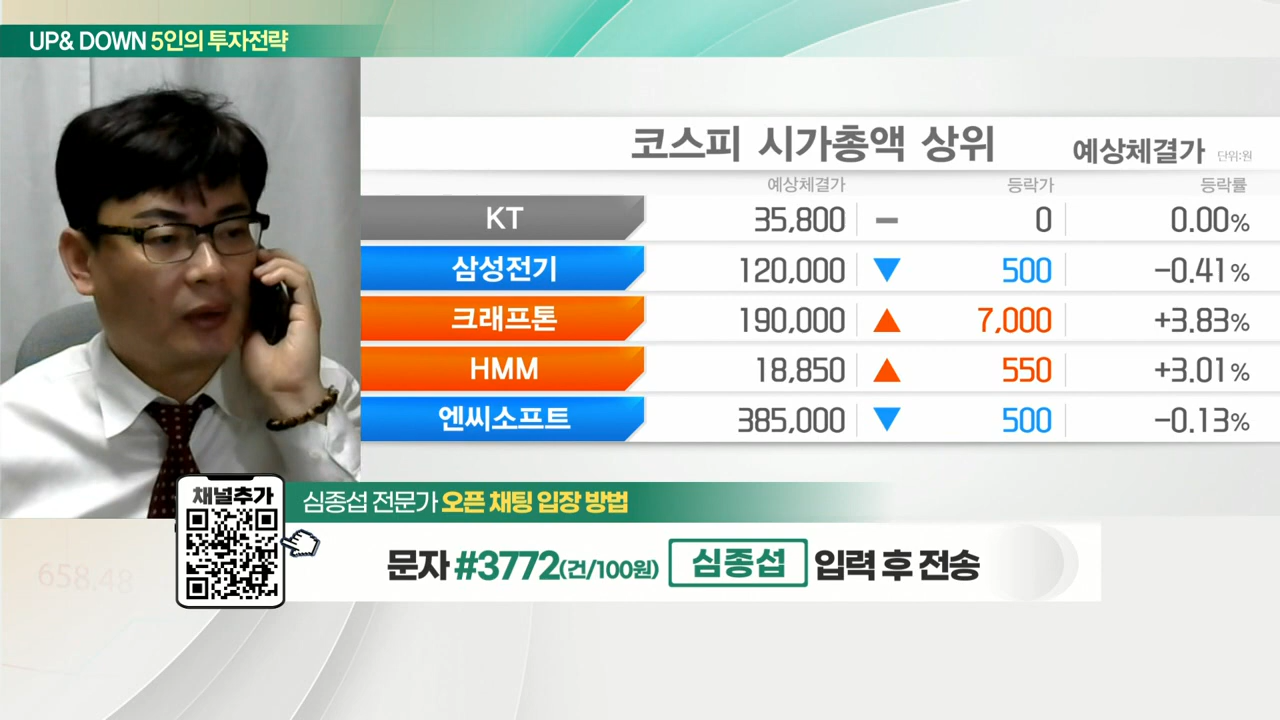 UP& DOWN 5인의 투자전략
코스피 시가총액 상위 예상체결가 단위:원
예상체결가 등락가 등락률
KT 35,800 0 0.00%
삼성전기 120,000 ▼ 500 -0.41%
크래프톤 190,000 ▲ 7,000 +3.83%
HMM 18,850 ▲ 550 +3.01%
엔씨소프트 385,000 ▼ 500 -0.13%
채널추가
심종섭 전문가 오픈 채팅 입장 방법
문자 #3772(건/100원) 심종섭 입력 후 전송
658.48